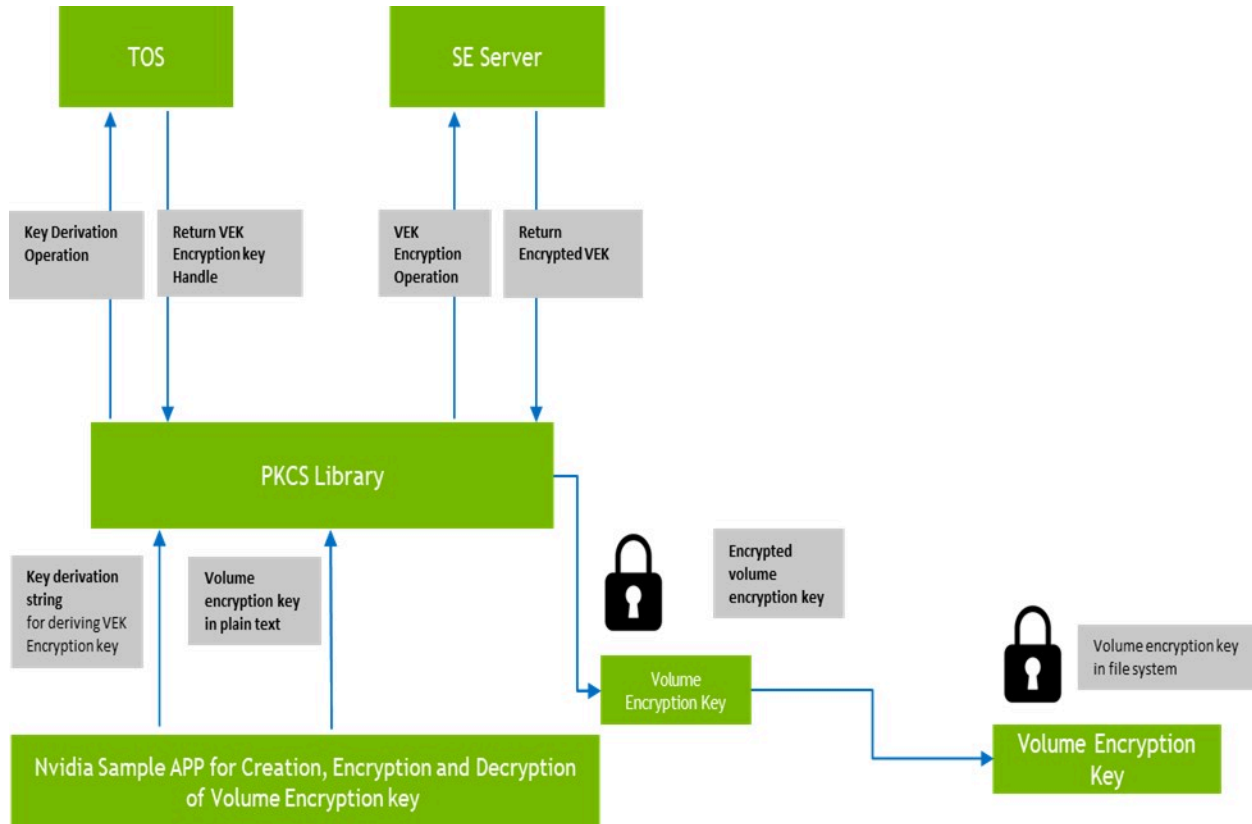 TOS
SE Server
Key Derivation
Operation
Return VEK
Encryption key
Handle
VEK
Encryption
Operation
Return
Encrypted VEK
PKCS Library
Key derivation
string
for deriving VEK
Encryption key
Volume
encryption key
in plain text
Encrypted
volume
encryption key
Volume
Encryption Key
Volume encryption key
in file system
Volume Encryption
Key
Nvidia Sample APP for Creation, Encryption and Decryption
of Volume Encryption key